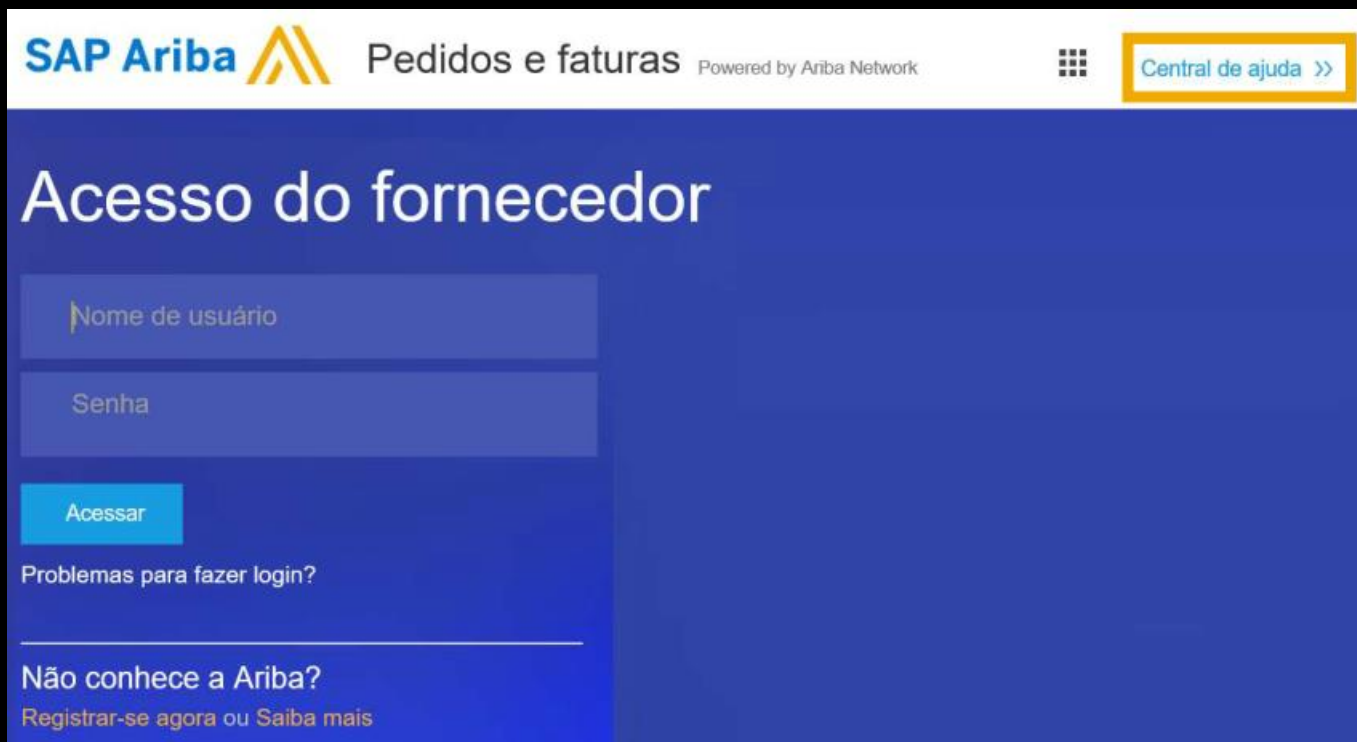 SAP Ariba Pedidos e faturas Powered by Ariba Network Central de ajuda >>
Acesso do fornecedor
Nome de usuário
Senha
Acessar
Problemas para fazer login?
Não conhece a Ariba?
Registrar-se agora ou Saiba mais